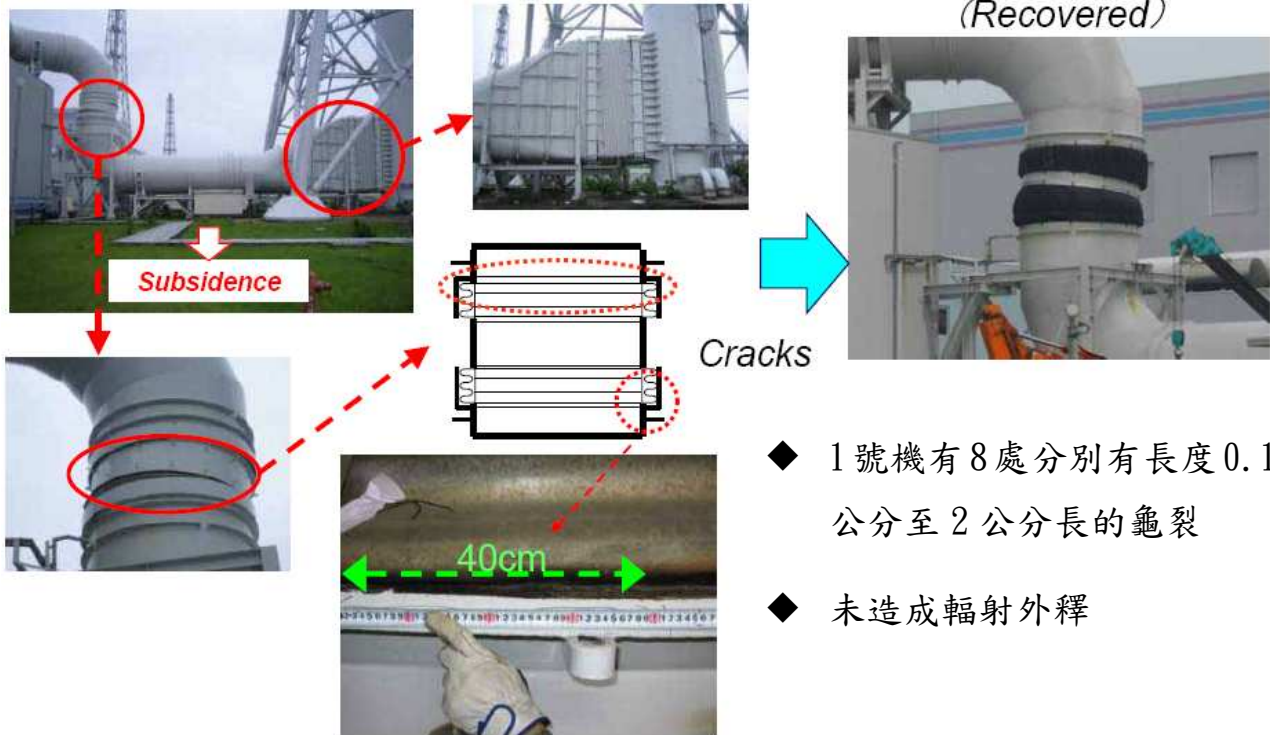 (Recovered)
Subsidence
Cracks
40cm
◆ 1號機有8處分別有長度0.1
公分至2公分長的龜裂
◆ 未造成輻射外釋